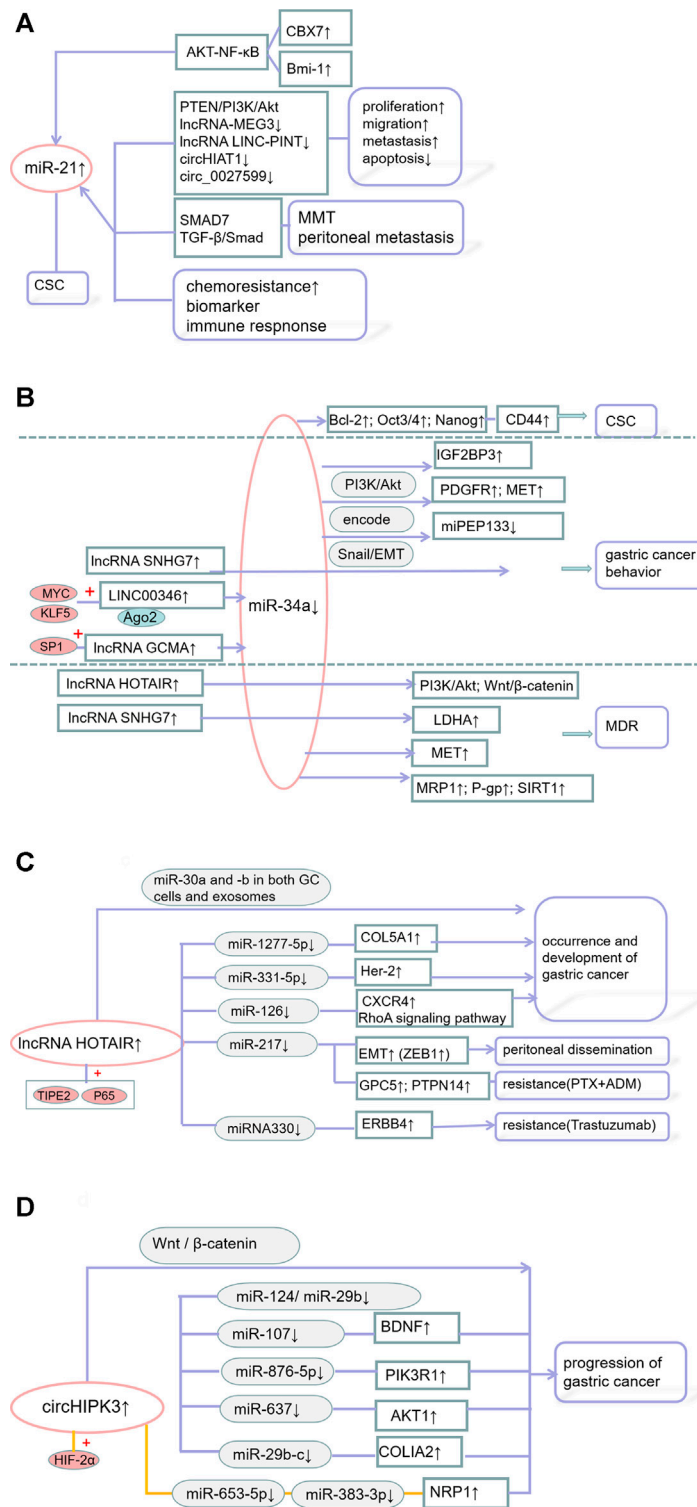 A
AKT-NF-κB
CBX7↑
Bmi-1↑
PTEN/PI3K/Akt
lncRNA-MEG3↓
lncRNA LINC-PINT↓
circHIAT1↓
circ_0027599↓
proliferation↑
migration↑
metastasis↑
apoptosis↓
miR-21↑
SMAD7
TGF-β/Smad
MMT
peritoneal metastasis
CSC
chemoresistance↑
biomarker
immune respnonse
B
Bcl-2↑; Oct3/4↑; Nanog↑
CD44↑
CSC
IGF2BP3↑
PI3K/Akt
PDGFR↑; MET↑
encode
miPEP133↓
Snail/EMT
lncRNA SNHG7↑
gastric cancer
behavior
MYC
KLF5
+
LINC00346↑
Ago2
miR-34a↓
SP1
+
lncRNA GCMA↑
lncRNA HOTAIR↑
PI3K/Akt; Wnt/β-catenin
lncRNA SNHG7↑
LDHA↑
MDR
MET↑
MRP1↑; P-gp↑; SIRT1↑
C
miR-30a and -b in both GC
cells and exosomes
miR-1277-5p↓
COL5A1↑
miR-331-5p↓
Her-2↑
occurrence and
development of
gastric cancer
miR-126↓
CXCR4↑
RhoA signaling pathway
lncRNA HOTAIR↑
miR-217↓
EMT↑ (ZEB1↑)
peritoneal dissemination
+
TIPE2
P65
GPC5↑; PTPN14↑
resistance(PTX+ADM)
miRNA330↓
ERBB4↑
resistance(Trastuzumab)
D
Wnt / β-catenin
miR-124/ miR-29b↓
miR-107↓
BDNF↑
miR-876-5p↓
PIK3R1↑
progression of
gastric cancer
circHIPK3↑
miR-637↓
AKT1↑
+
HIF-2α
miR-29b-c↓
COLIA2↑
miR-653-5p↓
miR-383-3p↓
NRP1↑